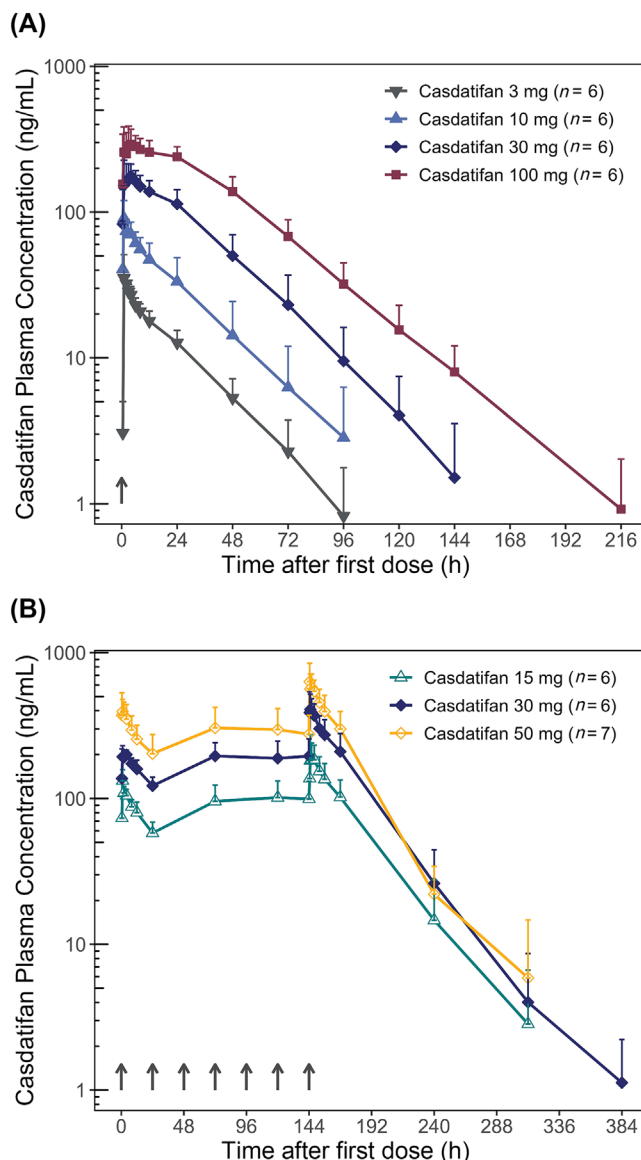 (A)
Casdatifan Plasma Concentration (ng/mL)
1000
100
10
1
Casdatifan 3 mg (n = 6)
Casdatifan 10 mg (n = 6)
Casdatifan 30 mg (n = 6)
Casdatifan 100 mg (n = 6)
0 24 48 72 96 120 144 168 192 216
Time after first dose (h)
(B)
Casdatifan Plasma Concentration (ng/mL)
1000
100
10
1
Casdatifan 15 mg (n = 6)
Casdatifan 30 mg (n = 6)
Casdatifan 50 mg (n = 7)
0 48 96 144 192 240 288 336 384
Time after first dose (h)